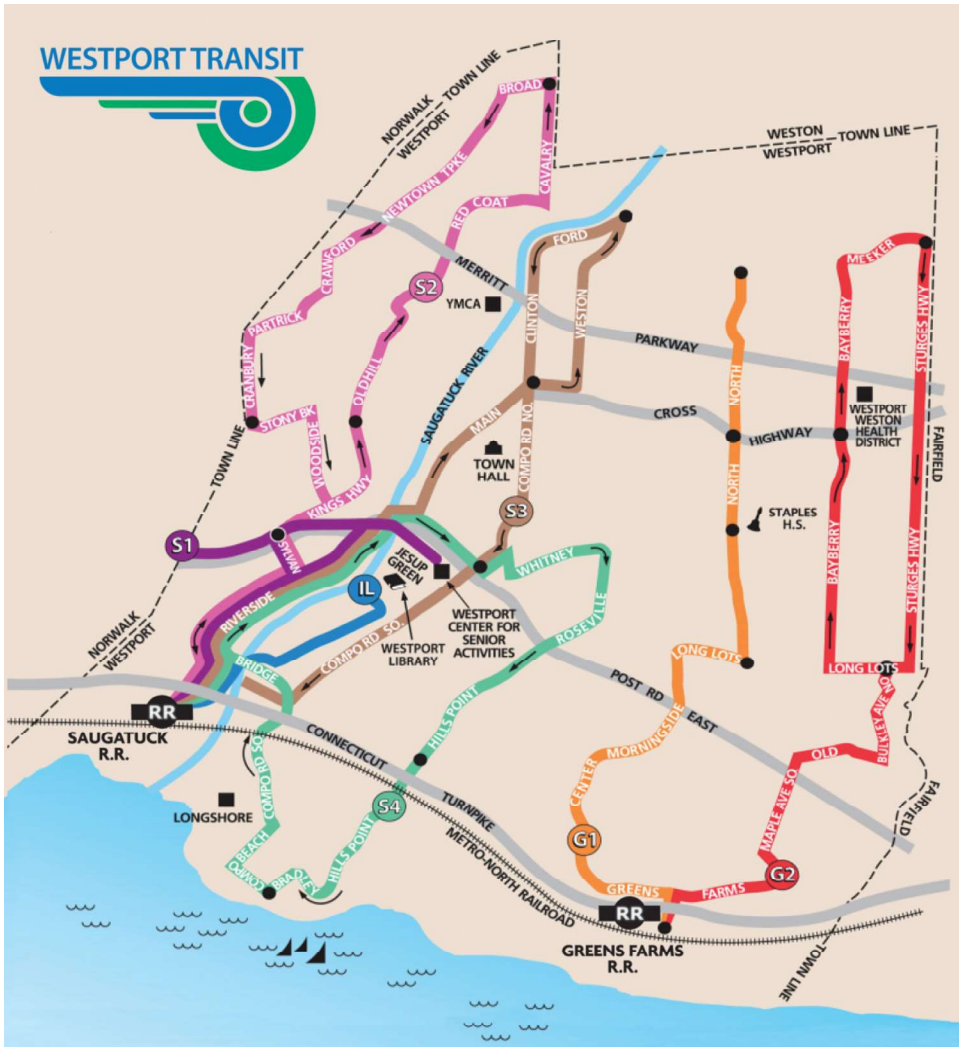 WESTPORT TRANSIT
NORWALK
WESTPORT
TOWN LINE
WESTON
WESTPORT
TOWN LINE
BROAD
CAVALRY
NEWTOWN TPKE
RED COAT
CRAWFORD
PARTRICK
CRANBURY
STONY BK
WOODSIDE
KINGS HWY
OLDHILL
S2
MERRITT
PARKWAY
YMCA
FORD
CLINTON
WESTON
MAIN
COMPO RD NO.
SAUGATUCK RIVER
CROSS
HIGHWAY
TOWN
HALL
S3
NORTH
NORTH
STAPLES
H.S.
MEEKER
BAYBERRY
BAYBERRY
STURGES HWY
STURGES HWY
WESTPORT
WESTON
HEALTH
DISTRICT
FAIRFIELD
TOWN LINE
S1
SYLVAN
RIVERSIDE
IL
JESUP
GREEN
WESTPORT
LIBRARY
WESTPORT
CENTER FOR
SENIOR
ACTIVITIES
WHITNEY
ROSEVILLE
COMPO RD SO.
BRIDGE
NORWALK
WESTPORT
RR
SAUGATUCK
R.R.
CONNECTICUT
TURNPIKE
POST RD
EAST
LONG LOTS
LONG LOTS
MORNINGSIDE
CENTER
BULKLEY AVE NO.
OLD
MAPLE AVE SO.
HILLS POINT
COMPO RD SO.
LONGSHORE
S4
HILLS POINT
BEACH
COMPO
BRADLEY
METRO-NORTH RAILROAD
G1
G2
GREENS
FARMS
RR
GREENS FARMS
R.R.
FAIRFIELD
TOWN LINE